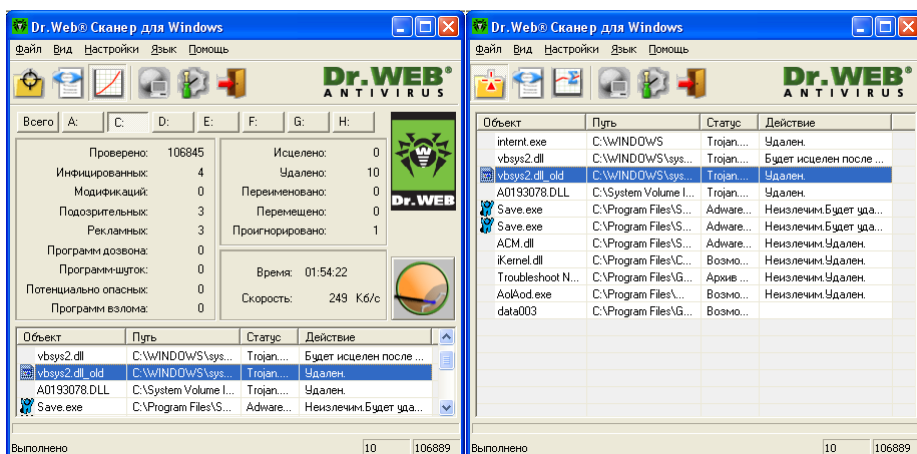 Dr.Web® Сканер для Windows
Файл Вид Настройки Язык Помощь
Dr.WEB®
ANTIVIRUS
Всего A: C: D: E: F: G: H:
Проверено: 106845
Инфицированных: 4
Модификаций: 0
Подозрительных: 3
Рекламных: 3
Программ дозвона: 0
Программ-шуток: 0
Потенциально опасных: 0
Программ взлома: 0
Исцелено: 0
Удалено: 10
Переименовано: 0
Перемещено: 0
Проигнорировано: 1
Время: 01:54:22
Скорость: 249 Кб/с
Dr.WEB
Объект Путь Статус Действие
vbsys2.dll C:\WINDOWS\sys... Trojan.... Будет исцелен после ...
vbsys2.dll_old C:\WINDOWS\sys... Trojan.... Удален.
A0193078.DLL C:\System Volume I... Trojan.... Удален.
Save.exe C:\Program Files\S... Adware... Неизлечим.Будет уда...
Выполнено 10 106889
Dr.Web® Сканер для Windows
Файл Вид Настройки Язык Помощь
Dr.WEB®
ANTIVIRUS
Объект Путь Статус Действие
internt.exe C:\WINDOWS Trojan.... Удален.
vbsys2.dll C:\WINDOWS\sys... Trojan.... Будет исцелен после ...
vbsys2.dll_old C:\WINDOWS\sys... Trojan.... Удален.
A0193078.DLL C:\System Volume I... Trojan.... Удален.
Save.exe C:\Program Files\S... Adware... Неизлечим.Будет уда...
Save.exe C:\Program Files\S... Adware... Неизлечим.Будет уда...
ACM.dll C:\Program Files\S... Adware... Неизлечим.Удален.
iKernel.dll C:\Program Files\C... Возмо... Неизлечим.Удален.
Troubleshoot N... C:\Program Files\G... Архив ... Неизлечим.Удален.
AolAod.exe C:\Program Files\... Возмо... Неизлечим.Удален.
data003 C:\Program Files\G... Возмо...
Выполнено 10 106889